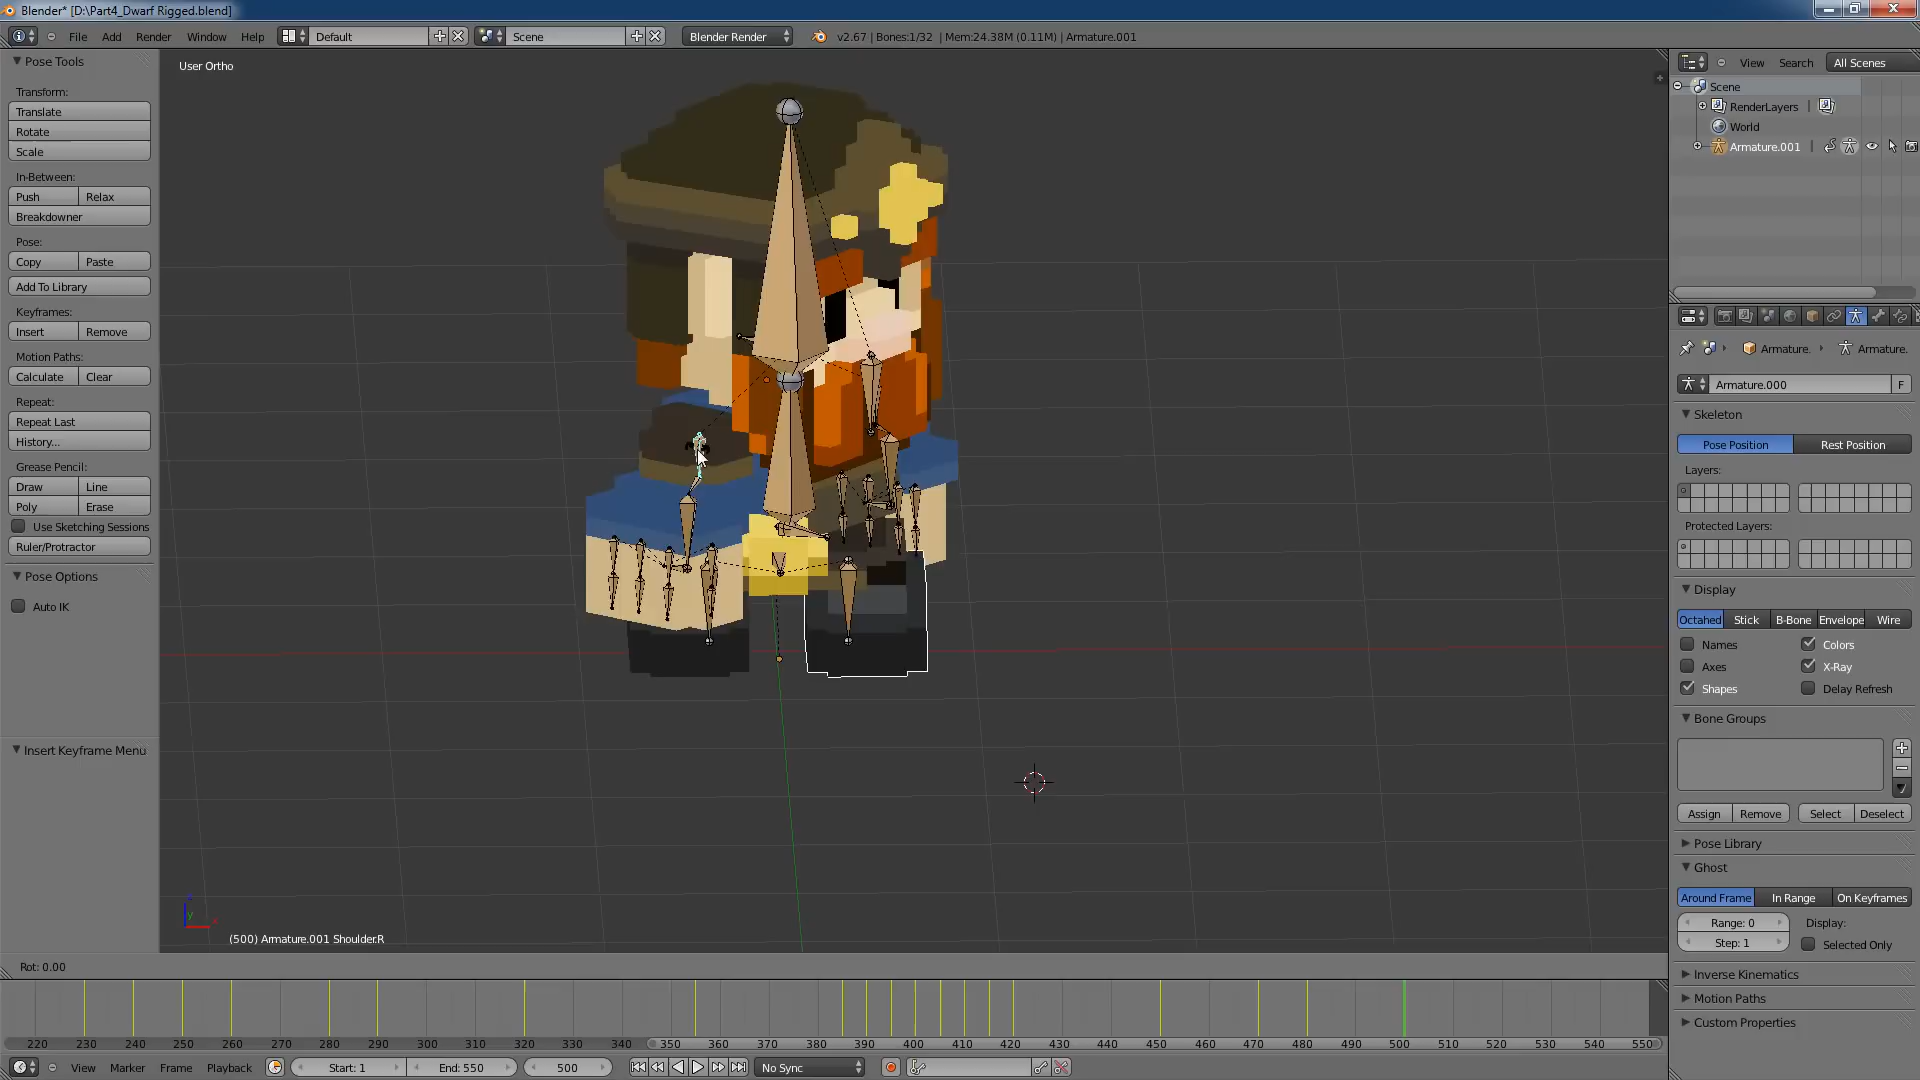 Blender* [D:\Part4_Dwarf Rigged.blend]
File Add Render Window Help Default Scene Blender Render v2.67 | Bones:1/32 | Mem:24.38M (0.11M) | Armature.001
Pose Tools
Transform:
Translate
Rotate
Scale
In-Between:
Push Relax
Breakdowner
Pose:
Copy Paste
Add To Library
Keyframes:
Insert Remove
Motion Paths:
Calculate Clear
Repeat:
Repeat Last
History...
Grease Pencil:
Draw Line
Poly Erase
Use Sketching Sessions
Ruler/Protractor
Pose Options
Auto IK
Insert Keyframe Menu
User Ortho
(500) Armature.001 Shoulder.R
Rot: 0.00
View Search All Scenes
Scene
RenderLayers
World
Armature.001
Armature. Armature.
Armature.000 F
Skeleton
Pose Position Rest Position
Layers:
Protected Layers:
Display
Octahed Stick B-Bone Envelope Wire
Names Colors
Axes X-Ray
Shapes Delay Refresh
Bone Groups
Assign Remove Select Deselect
Pose Library
Ghost
Around Frame In Range On Keyframes
Range: 0 Display:
Step: 1 Selected Only
Inverse Kinematics
Motion Paths
Custom Properties
220 230 240 250 260 270 280 290 300 310 320 330 340 350 360 370 380 390 400 410 420 430 440 450 460 470 480 490 500 510 520 530 540 550
View Marker Frame Playback Start: 1 End: 550 500 No Sync